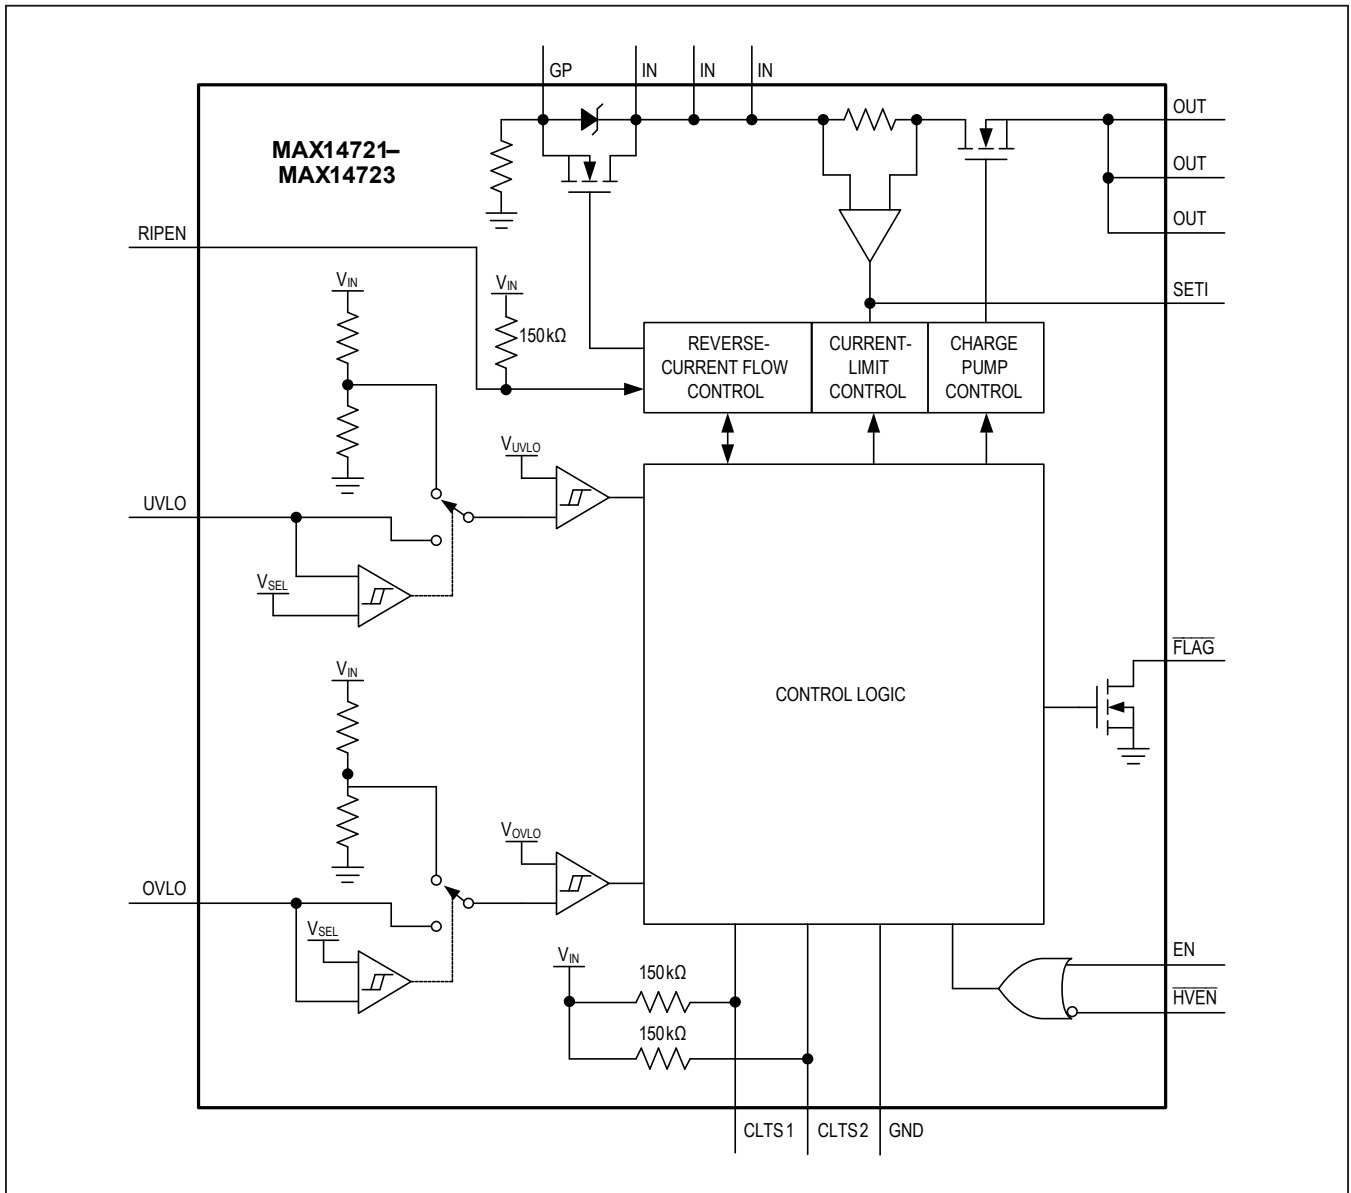 GP
IN
IN
IN
OUT
MAX14721–
MAX14723
OUT
OUT
RIPEN
VIN
VIN
SETI
150kΩ
REVERSE-
CURRENT FLOW
CONTROL
CURRENT-
LIMIT
CONTROL
CHARGE
PUMP
CONTROL
VUVLO
UVLO
VSEL
FLAG
VIN
CONTROL LOGIC
VOVLO
OVLO
VSEL
VIN
150kΩ
150kΩ
EN
HVEN
CLTS1
CLTS2
GND